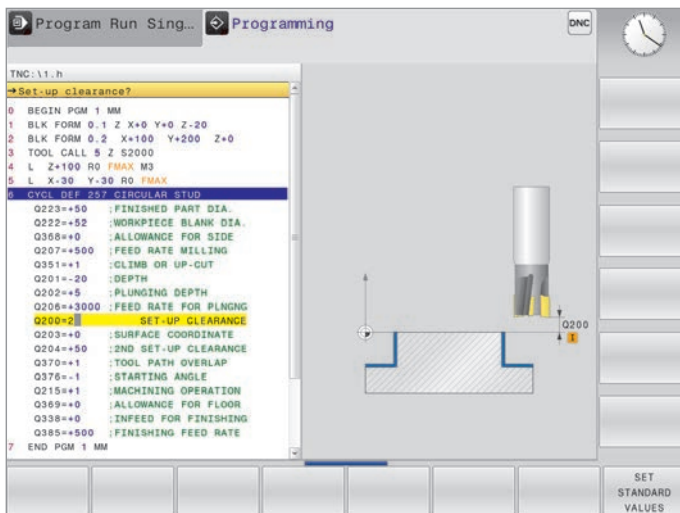 Program Run Sing… Programming
DNC
TNC:\1.h
→Set-up clearance?
0 BEGIN PGM 1 MM
1 BLK FORM 0.1 Z X+0 Y+0 Z-20
2 BLK FORM 0.2 X+100 Y+200 Z+0
3 TOOL CALL 5 Z S2000
4 L Z+100 R0 FMAX M3
5 L X-30 Y-30 R0 FMAX
6 CYCL DEF 257 CIRCULAR STUD
Q223=+50 ;FINISHED PART DIA.
Q222=+52 ;WORKPIECE BLANK DIA.
Q368=+0 ;ALLOWANCE FOR SIDE
Q207=+500 ;FEED RATE MILLING
Q351=+1 ;CLIMB OR UP-CUT
Q201=-20 ;DEPTH
Q202=+5 ;PLUNGING DEPTH
Q206=+3000 ;FEED RATE FOR PLNGNG
Q200=2 SET-UP CLEARANCE
Q203=+0 ;SURFACE COORDINATE
Q204=+50 ;2ND SET-UP CLEARANCE
Q370=+1 ;TOOL PATH OVERLAP
Q376=-1 ;STARTING ANGLE
Q215=+1 ;MACHINING OPERATION
Q369=+0 ;ALLOWANCE FOR FLOOR
Q338=+0 ;INFEED FOR FINISHING
Q385=+500 ;FINISHING FEED RATE
7 END PGM 1 MM
Q200
I
SET
STANDARD
VALUES